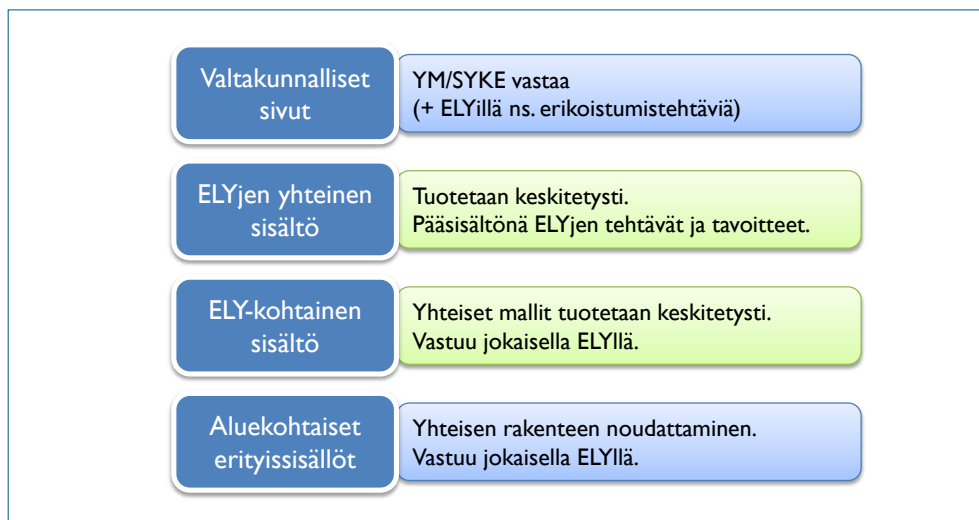 Valtakunnalliset
sivut
YM/SYKE vastaa
(+ ELYillä ns. erikoistumistehtäviä)
ELYjen yhteinen
sisältö
Tuotetaan keskitetysti.
Pääsisältönä ELYjen tehtävät ja tavoitteet.
ELY-kohtainen
sisältö
Yhteiset mallit tuotetaan keskitetysti.
Vastuu jokaisella ELYllä.
Aluekohtaiset
erityissisällöt
Yhteisen rakenteen noudattaminen.
Vastuu jokaisella ELYllä.